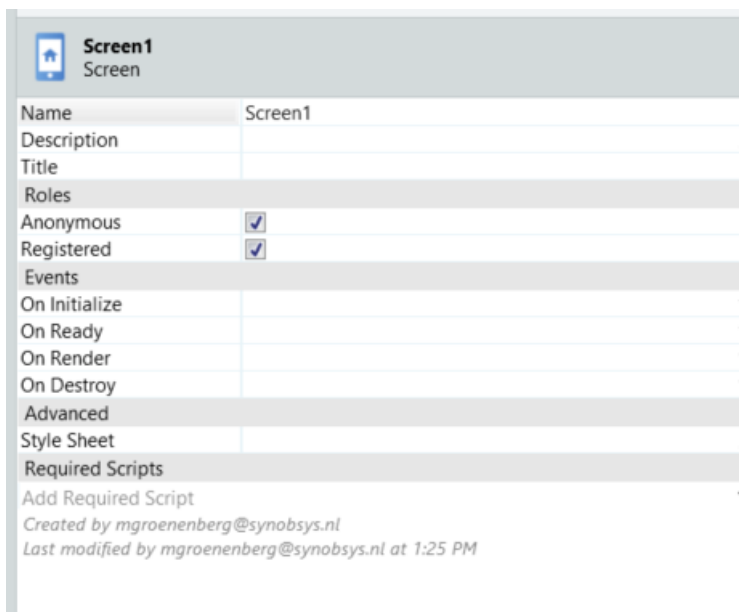 Screen1
Screen
Name Screen1
Description
Title
Roles
Anonymous
Registered
Events
On Initialize
On Ready
On Render
On Destroy
Advanced
Style Sheet
Required Scripts
Add Required Script
Created by mgroenenberg@synobsys.nl
Last modified by mgroenenberg@synobsys.nl at 1:25 PM